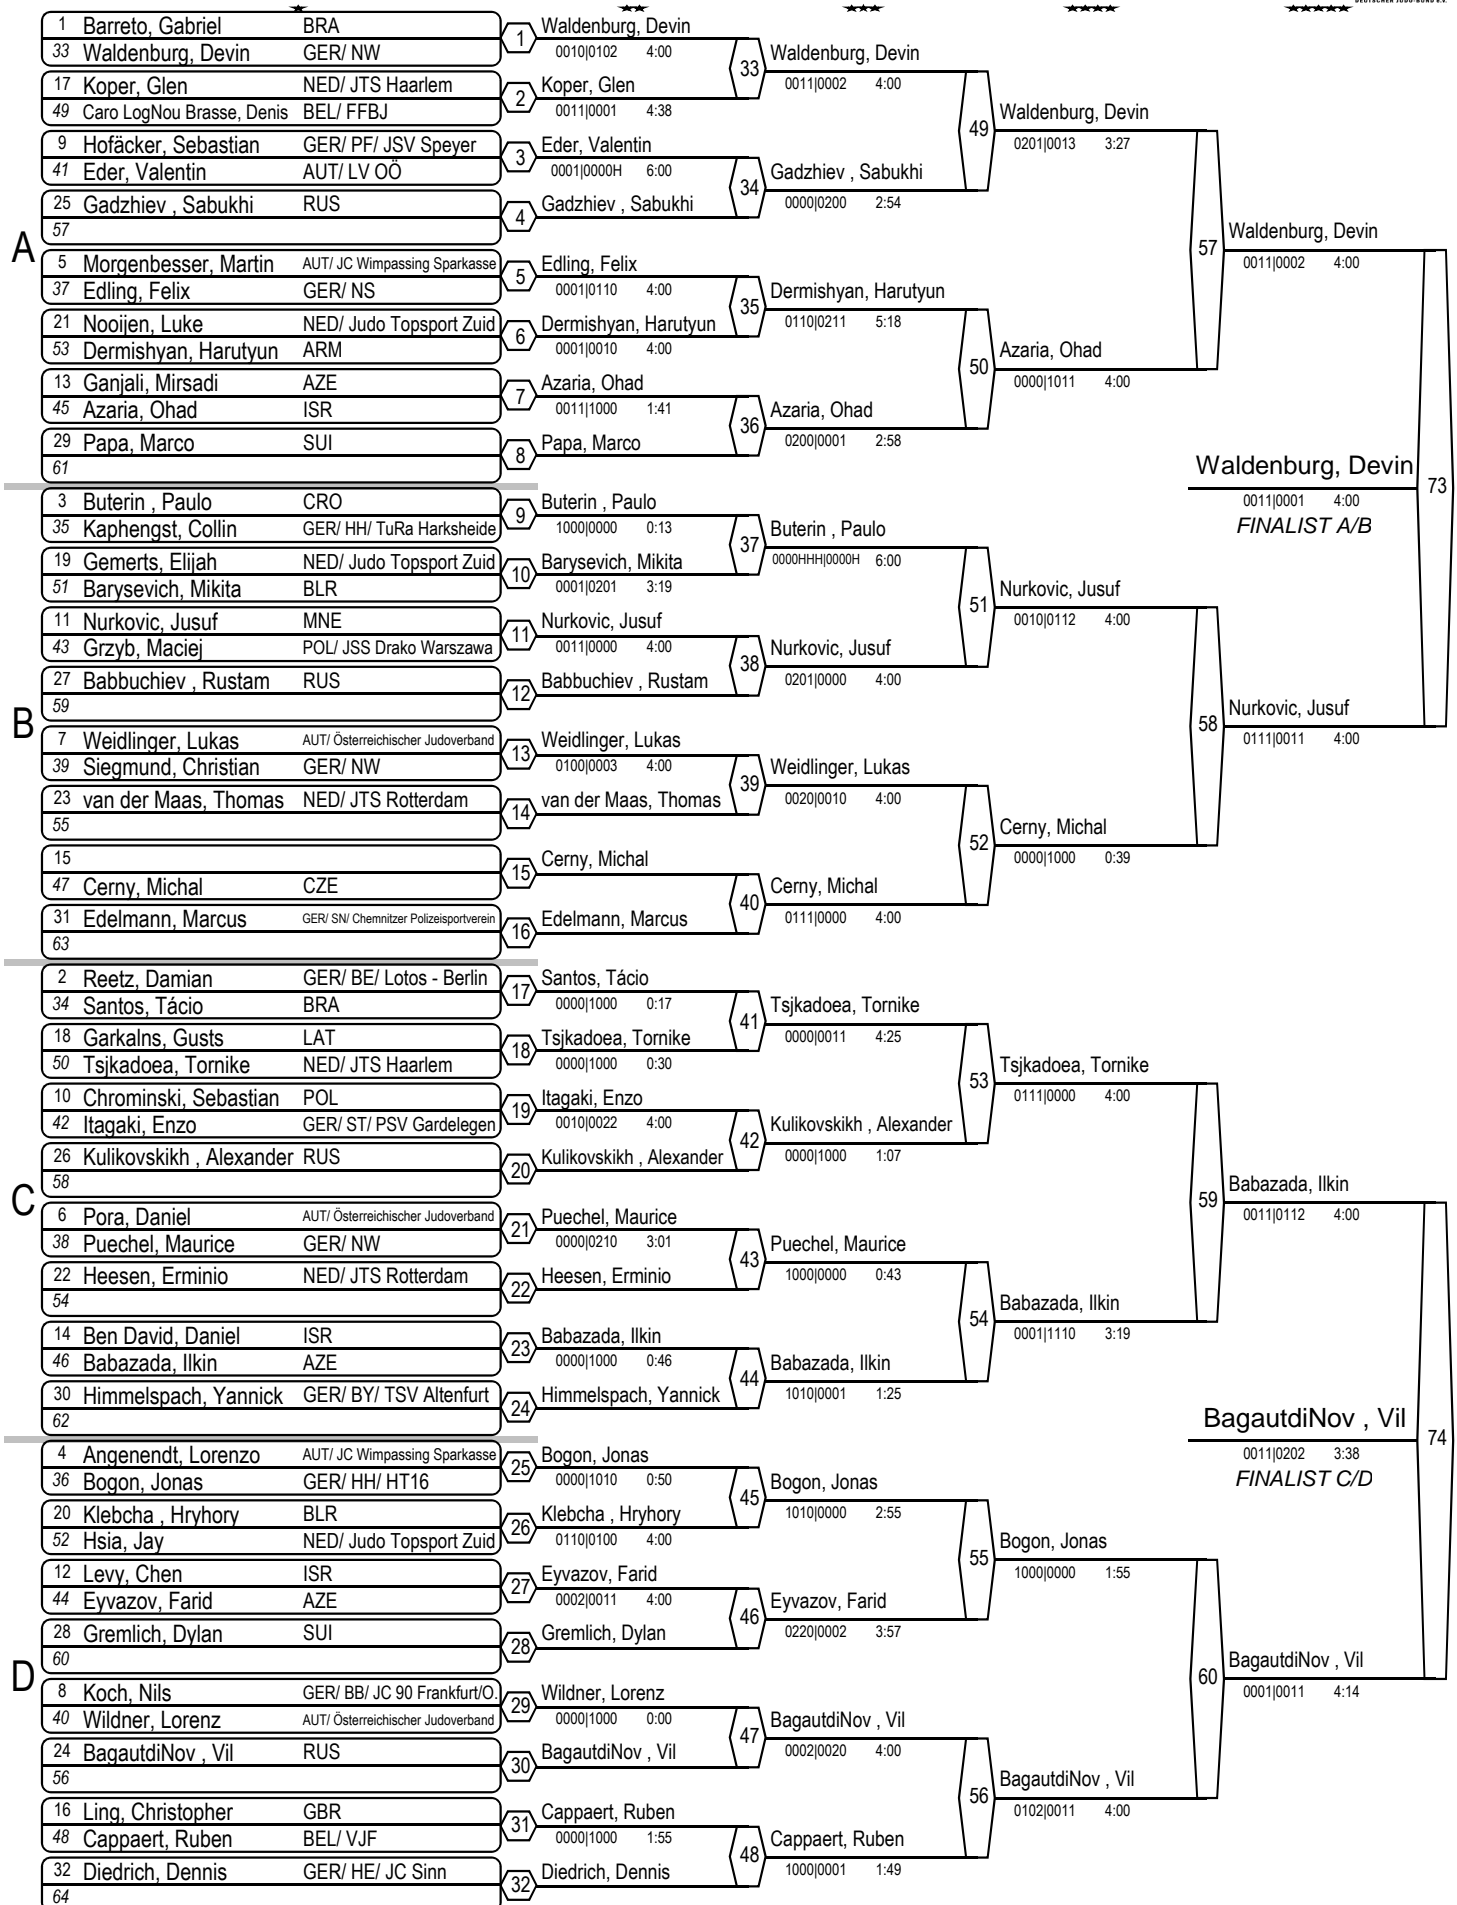 DEUTSCHER JUDO-BUND e.V.
1 Barreto, Gabriel BRA
33 Waldenburg, Devin GER/ NW
17 Koper, Glen NED/ JTS Haarlem
49 Caro LogNou Brasse, Denis BEL/ FFBJ
9 Hofäcker, Sebastian GER/ PF/ JSV Speyer
41 Eder, Valentin AUT/ LV OÖ
25 Gadzhiev , Sabukhi RUS
57
A
5 Morgenbesser, Martin AUT/ JC Wimpassing Sparkasse
37 Edling, Felix GER/ NS
21 Nooijen, Luke NED/ Judo Topsport Zuid
53 Dermishyan, Harutyun ARM
13 Ganjali, Mirsadi AZE
45 Azaria, Ohad ISR
29 Papa, Marco SUI
61
3 Buterin , Paulo CRO
35 Kaphengst, Collin GER/ HH/ TuRa Harksheide
19 Gemerts, Elijah NED/ Judo Topsport Zuid
51 Barysevich, Mikita BLR
11 Nurkovic, Jusuf MNE
43 Grzyb, Maciej POL/ JSS Drako Warszawa
27 Babbuchiev , Rustam RUS
59
B
7 Weidlinger, Lukas AUT/ Österreichischer Judoverband
39 Siegmund, Christian GER/ NW
23 van der Maas, Thomas NED/ JTS Rotterdam
55
15
47 Cerny, Michal CZE
31 Edelmann, Marcus GER/ SN/ Chemnitzer Polizeisportverein
63
2 Reetz, Damian GER/ BE/ Lotos - Berlin
34 Santos, Tácio BRA
18 Garkalns, Gusts LAT
50 Tsjkadoea, Tornike NED/ JTS Haarlem
10 Chrominski, Sebastian POL
42 Itagaki, Enzo GER/ ST/ PSV Gardelegen
26 Kulikovskikh , Alexander RUS
58
C
6 Pora, Daniel AUT/ Österreichischer Judoverband
38 Puechel, Maurice GER/ NW
22 Heesen, Erminio NED/ JTS Rotterdam
54
14 Ben David, Daniel ISR
46 Babazada, Ilkin AZE
30 Himmelspach, Yannick GER/ BY/ TSV Altenfurt
62
4 Angenendt, Lorenzo AUT/ JC Wimpassing Sparkasse
36 Bogon, Jonas GER/ HH/ HT16
20 Klebcha , Hryhory BLR
52 Hsia, Jay NED/ Judo Topsport Zuid
12 Levy, Chen ISR
44 Eyvazov, Farid AZE
28 Gremlich, Dylan SUI
60
D
8 Koch, Nils GER/ BB/ JC 90 Frankfurt/O.
40 Wildner, Lorenz AUT/ Österreichischer Judoverband
24 BagautdiNov , Vil RUS
56
16 Ling, Christopher GBR
48 Cappaert, Ruben BEL/ VJF
32 Diedrich, Dennis GER/ HE/ JC Sinn
64
1 Waldenburg, Devin
0010|0102 4:00
2 Koper, Glen
0011|0001 4:38
3 Eder, Valentin
0001|0000H 6:00
4 Gadzhiev , Sabukhi
5 Edling, Felix
0001|0110 4:00
6 Dermishyan, Harutyun
0001|0010 4:00
7 Azaria, Ohad
0011|1000 1:41
8 Papa, Marco
9 Buterin , Paulo
1000|0000 0:13
10 Barysevich, Mikita
0001|0201 3:19
11 Nurkovic, Jusuf
0011|0000 4:00
12 Babbuchiev , Rustam
13 Weidlinger, Lukas
0100|0003 4:00
14 van der Maas, Thomas
15 Cerny, Michal
16 Edelmann, Marcus
17 Santos, Tácio
0000|1000 0:17
18 Tsjkadoea, Tornike
0000|1000 0:30
19 Itagaki, Enzo
0010|0022 4:00
20 Kulikovskikh , Alexander
21 Puechel, Maurice
0000|0210 3:01
22 Heesen, Erminio
23 Babazada, Ilkin
0000|1000 0:46
24 Himmelspach, Yannick
25 Bogon, Jonas
0000|1010 0:50
26 Klebcha , Hryhory
0110|0100 4:00
27 Eyvazov, Farid
0002|0011 4:00
28 Gremlich, Dylan
29 Wildner, Lorenz
0000|1000 0:00
30 BagautdiNov , Vil
31 Cappaert, Ruben
0000|1000 1:55
32 Diedrich, Dennis
33 Waldenburg, Devin
0011|0002 4:00
34 Gadzhiev , Sabukhi
0000|0200 2:54
35 Dermishyan, Harutyun
0110|0211 5:18
36 Azaria, Ohad
0200|0001 2:58
37 Buterin , Paulo
0000HHH|0000H 6:00
38 Nurkovic, Jusuf
0201|0000 4:00
39 Weidlinger, Lukas
0020|0010 4:00
40 Cerny, Michal
0111|0000 4:00
41 Tsjkadoea, Tornike
0000|0011 4:25
42 Kulikovskikh , Alexander
0000|1000 1:07
43 Puechel, Maurice
1000|0000 0:43
44 Babazada, Ilkin
1010|0001 1:25
45 Bogon, Jonas
1010|0000 2:55
46 Eyvazov, Farid
0220|0002 3:57
47 BagautdiNov , Vil
0002|0020 4:00
48 Cappaert, Ruben
1000|0001 1:49
49 Waldenburg, Devin
0201|0013 3:27
50 Azaria, Ohad
0000|1011 4:00
51 Nurkovic, Jusuf
0010|0112 4:00
52 Cerny, Michal
0000|1000 0:39
53 Tsjkadoea, Tornike
0111|0000 4:00
54 Babazada, Ilkin
0001|1110 3:19
55 Bogon, Jonas
1000|0000 1:55
56 BagautdiNov , Vil
0102|0011 4:00
57 Waldenburg, Devin
0011|0002 4:00
58 Nurkovic, Jusuf
0111|0011 4:00
59 Babazada, Ilkin
0011|0112 4:00
60 BagautdiNov , Vil
0001|0011 4:14
Waldenburg, Devin 73
0011|0001 4:00
FINALIST A/B
BagautdiNov , Vil 74
0011|0202 3:38
FINALIST C/D